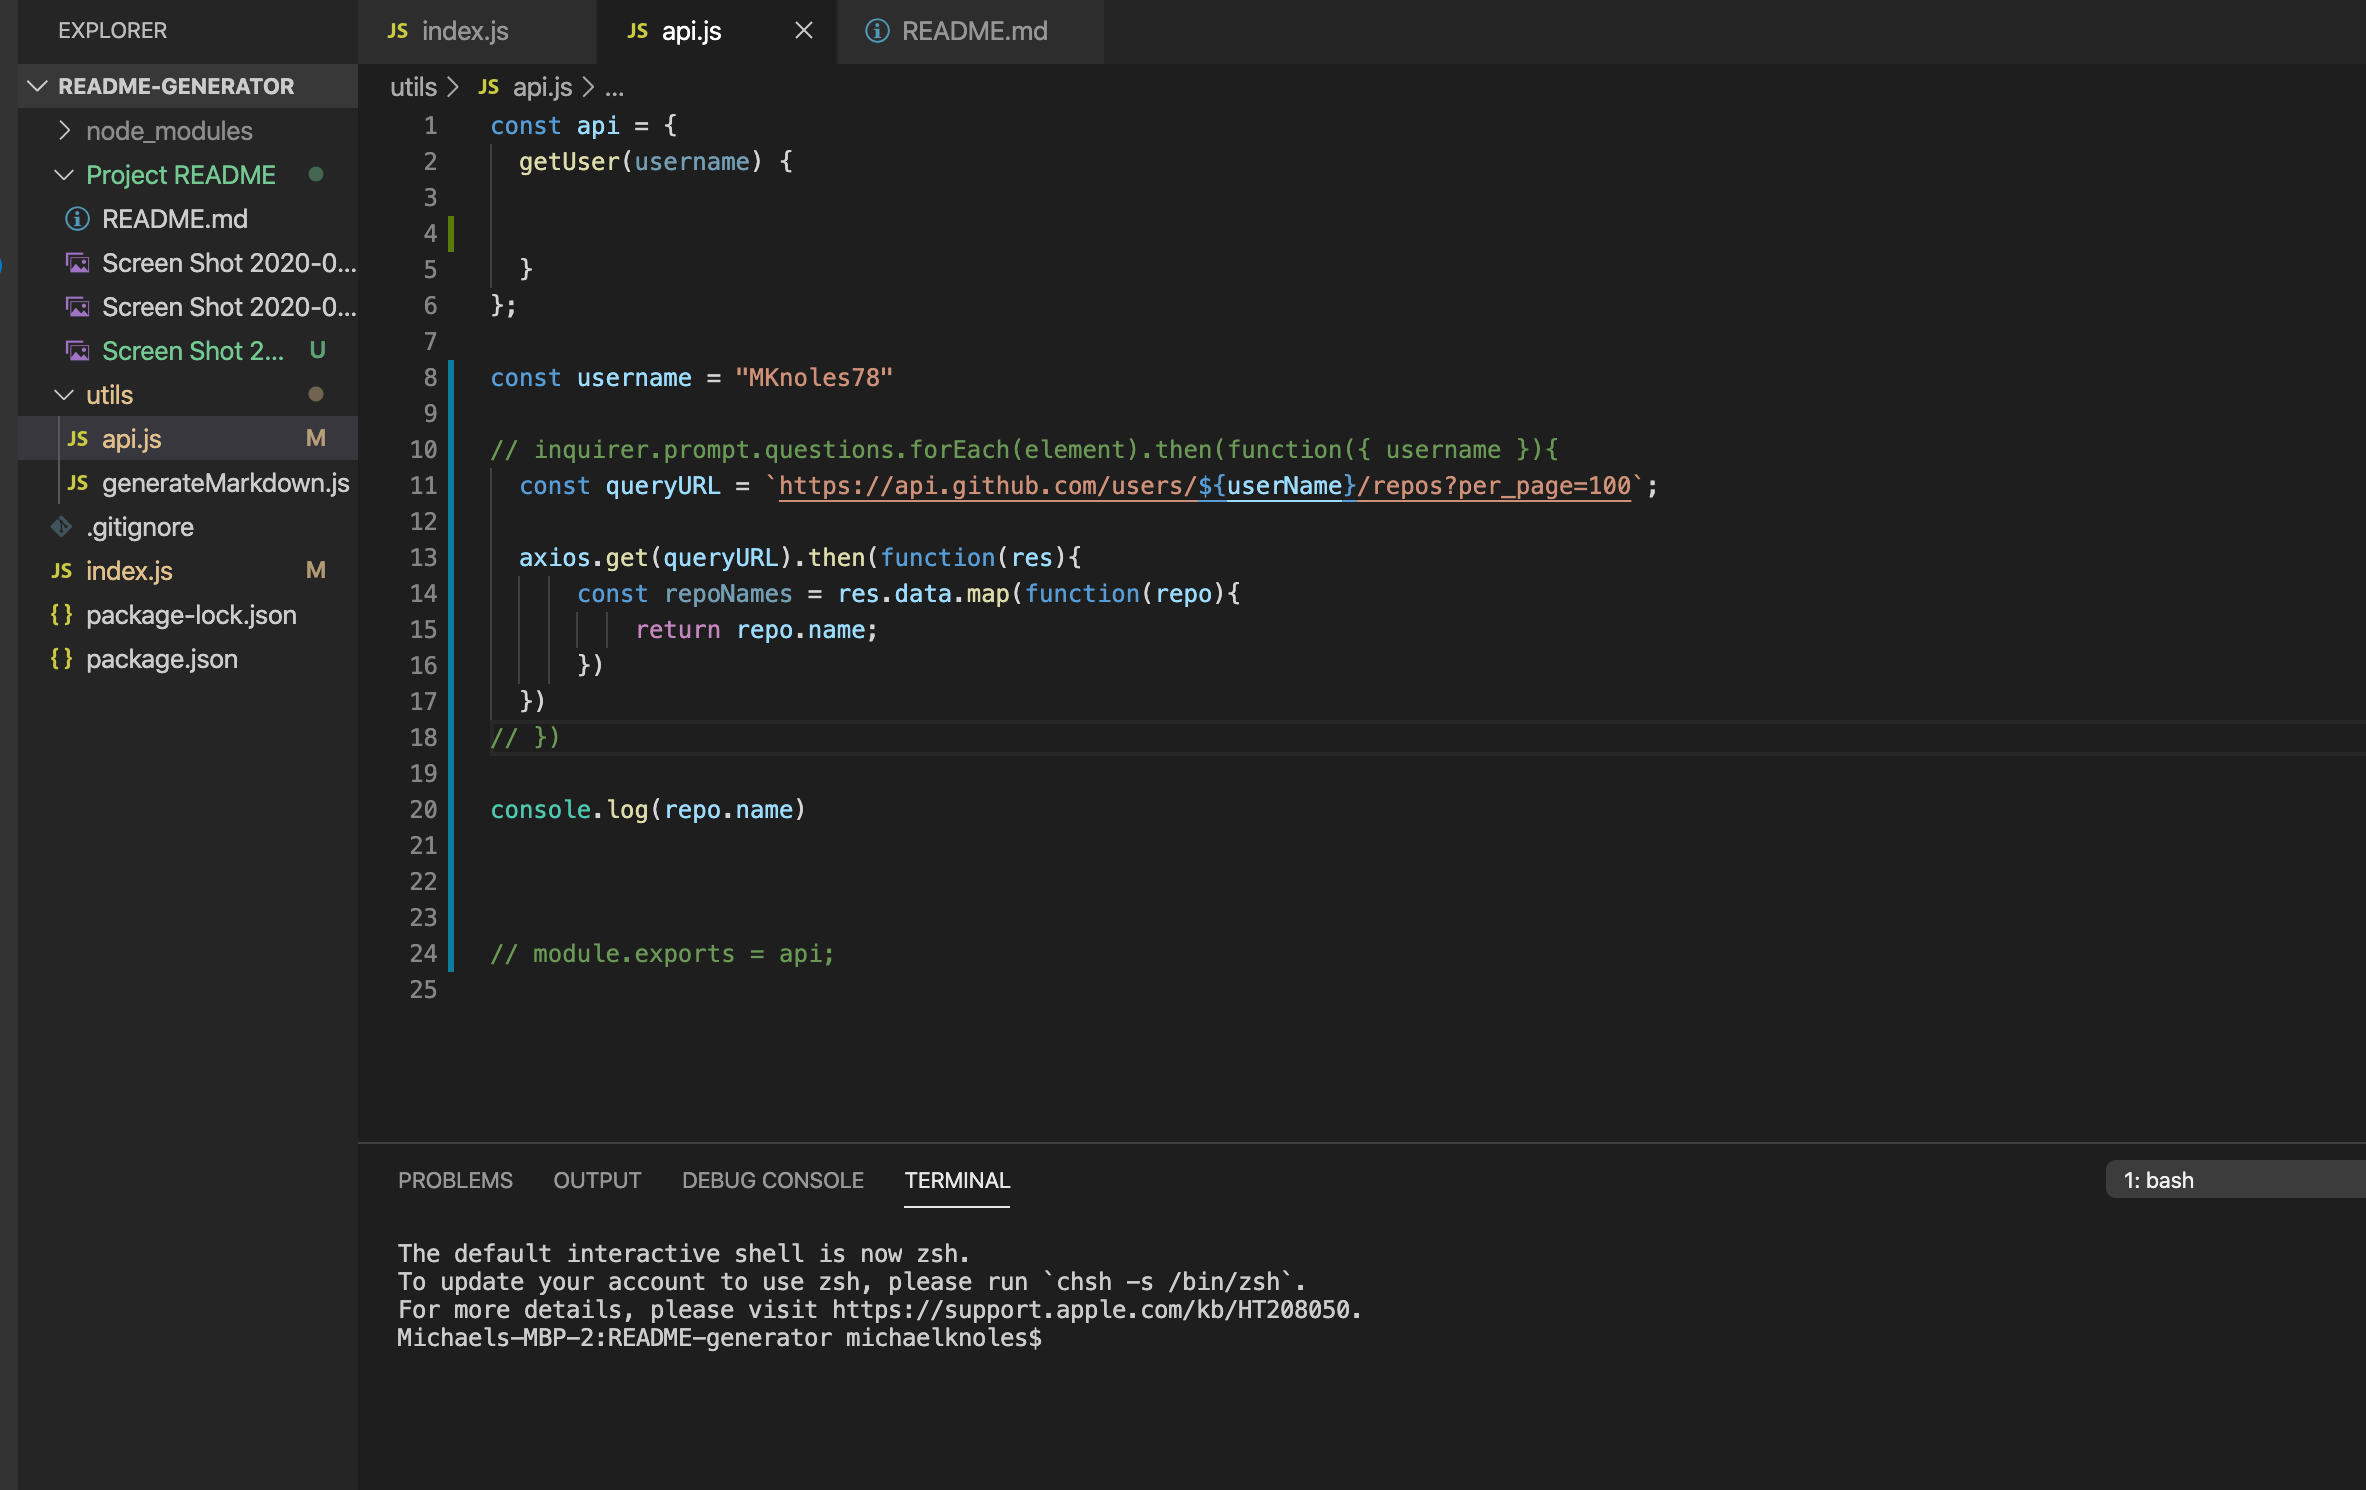 EXPLORER
README-GENERATOR
node_modules
Project README
README.md
Screen Shot 2020-0...
Screen Shot 2020-0...
Screen Shot 2... U
utils
JS api.js M
JS generateMarkdown.js
.gitignore
JS index.js M
{} package-lock.json
{} package.json
JS index.js
JS api.js
README.md
utils > JS api.js > ...
1 const api = {
2 getUser(username) {
3
4
5 }
6 };
7
8 const username = "MKnoles78"
9
10 // inquirer.prompt.questions.forEach(element).then(function({ username }){
11 const queryURL = `https://api.github.com/users/${userName}/repos?per_page=100`;
12
13 axios.get(queryURL).then(function(res){
14 const repoNames = res.data.map(function(repo){
15 return repo.name;
16 })
17 })
18 // })
19
20 console.log(repo.name)
21
22
23
24 // module.exports = api;
25
PROBLEMS OUTPUT DEBUG CONSOLE TERMINAL
1: bash
The default interactive shell is now zsh.
To update your account to use zsh, please run `chsh -s /bin/zsh`.
For more details, please visit https://support.apple.com/kb/HT208050.
Michaels-MBP-2:README-generator michaelknoles$